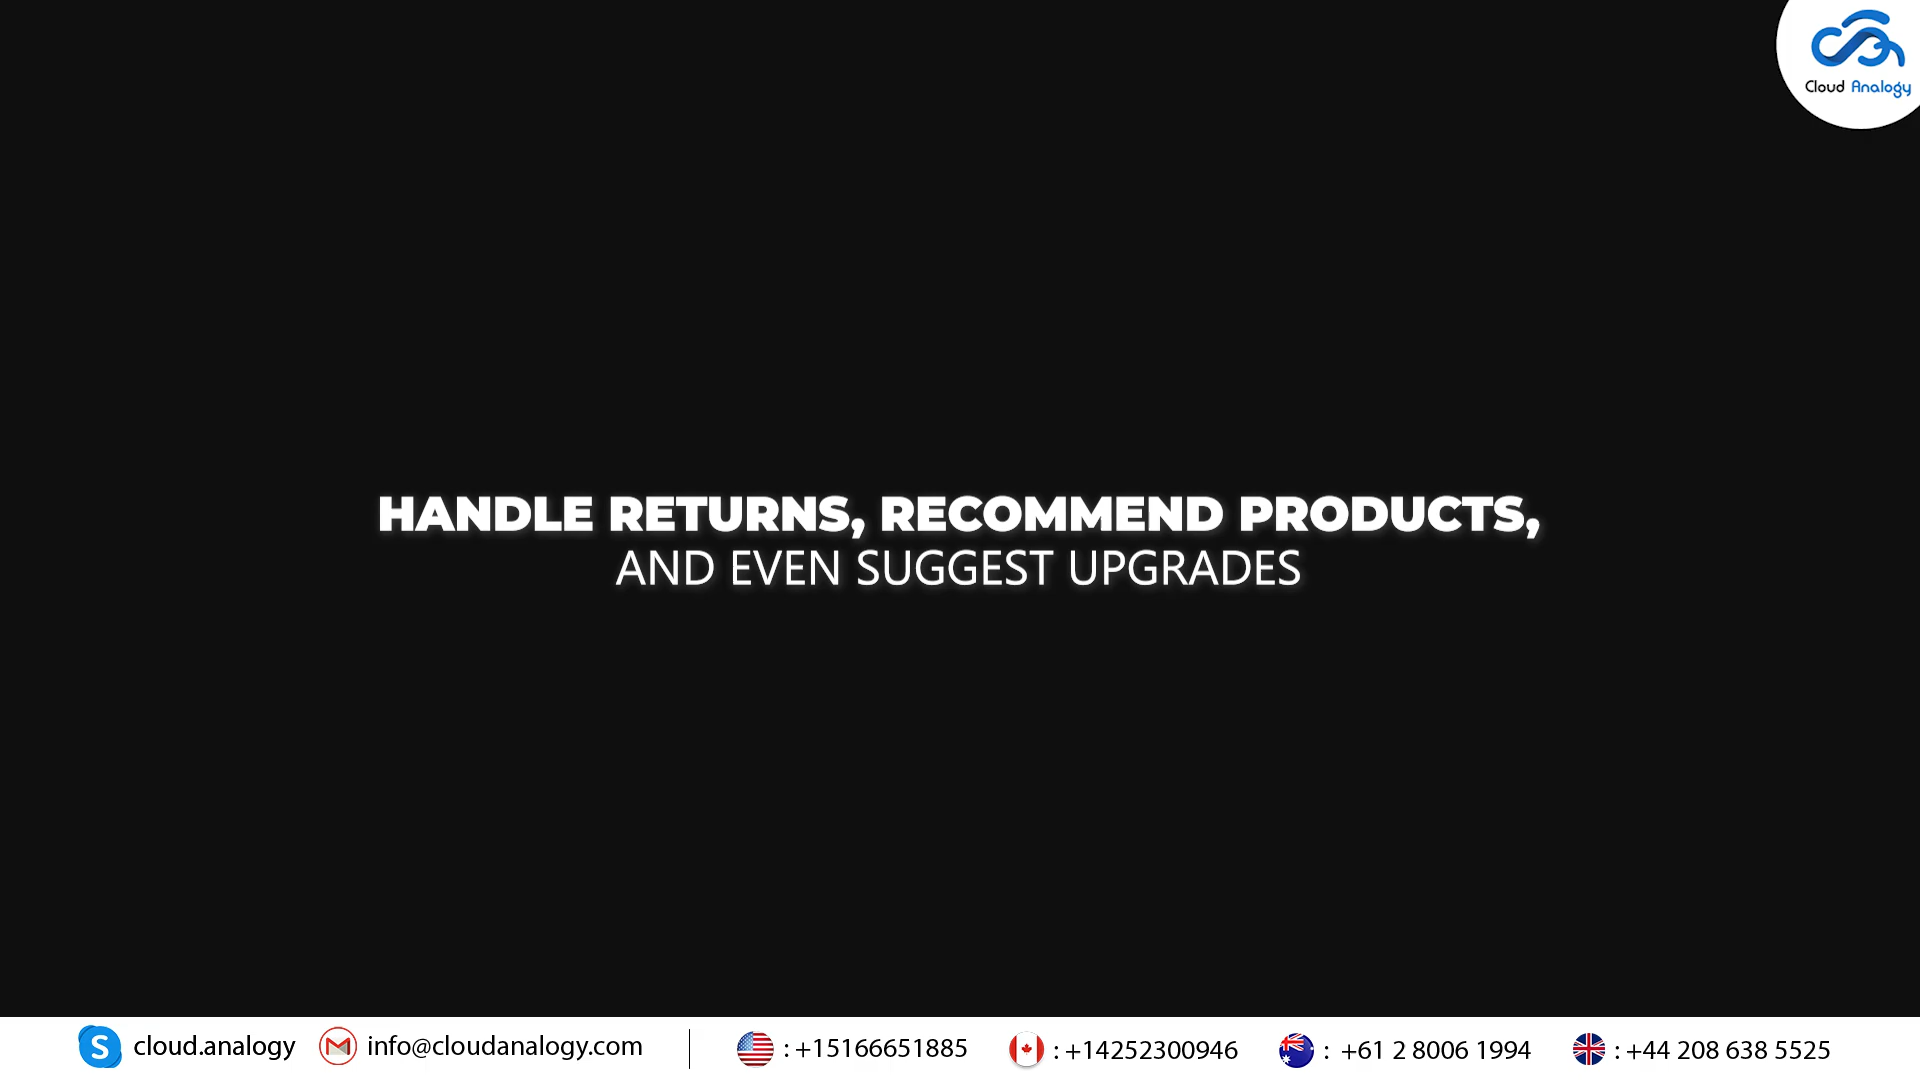 Cloud Analogy
HANDLE RETURNS, RECOMMEND PRODUCTS,
AND EVEN SUGGEST UPGRADES
S cloud.analogy info@cloudanalogy.com : +15166651885 : +14252300946 : +61 2 8006 1994 : +44 208 638 5525